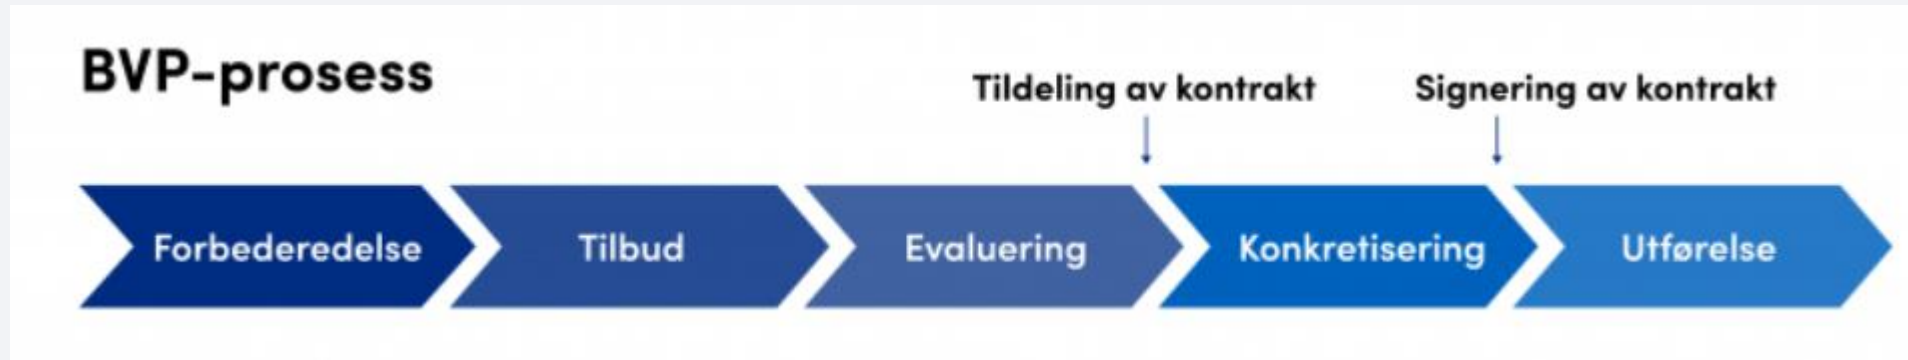 BVP-prosess
Tildeling av kontrakt
Signering av kontrakt
Forbederedelse
Tilbud
Evaluering
Konkretisering
Utførelse